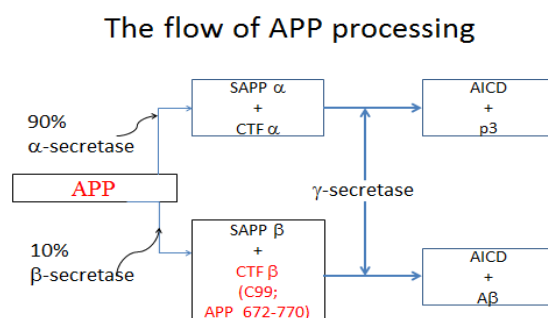 The flow of APP processing
90%
α-secretase
APP
10%
β-secretase
SAPP α
+
CTF α
SAPP β
+
CTF β
(C99;
APP 672-770)
γ-secretase
AICD
+
p3
AICD
+
Aβ